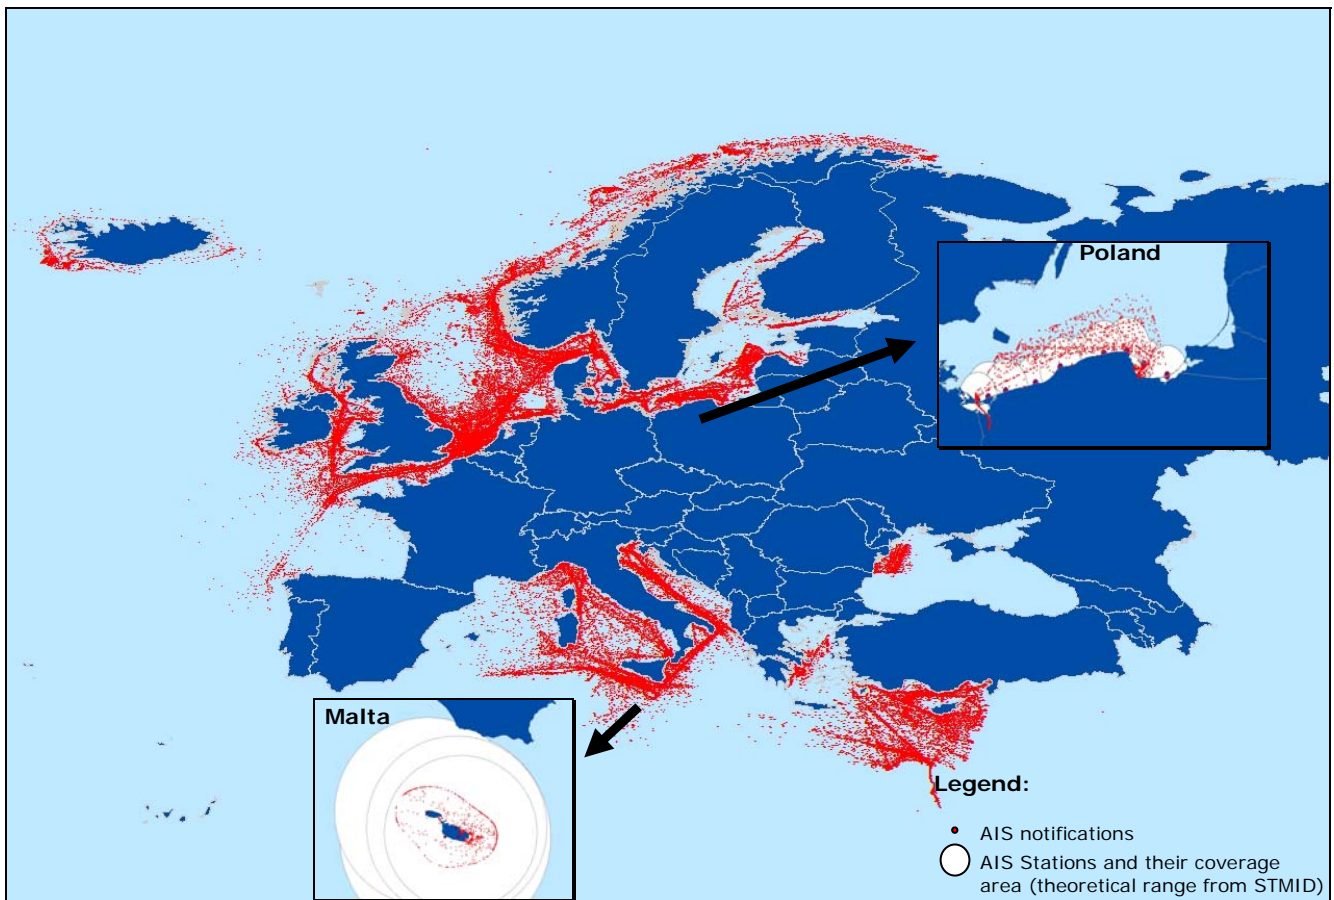 Poland
Malta
Legend:
AIS notifications
AIS Stations and their coverage
area (theoretical range from STMID)